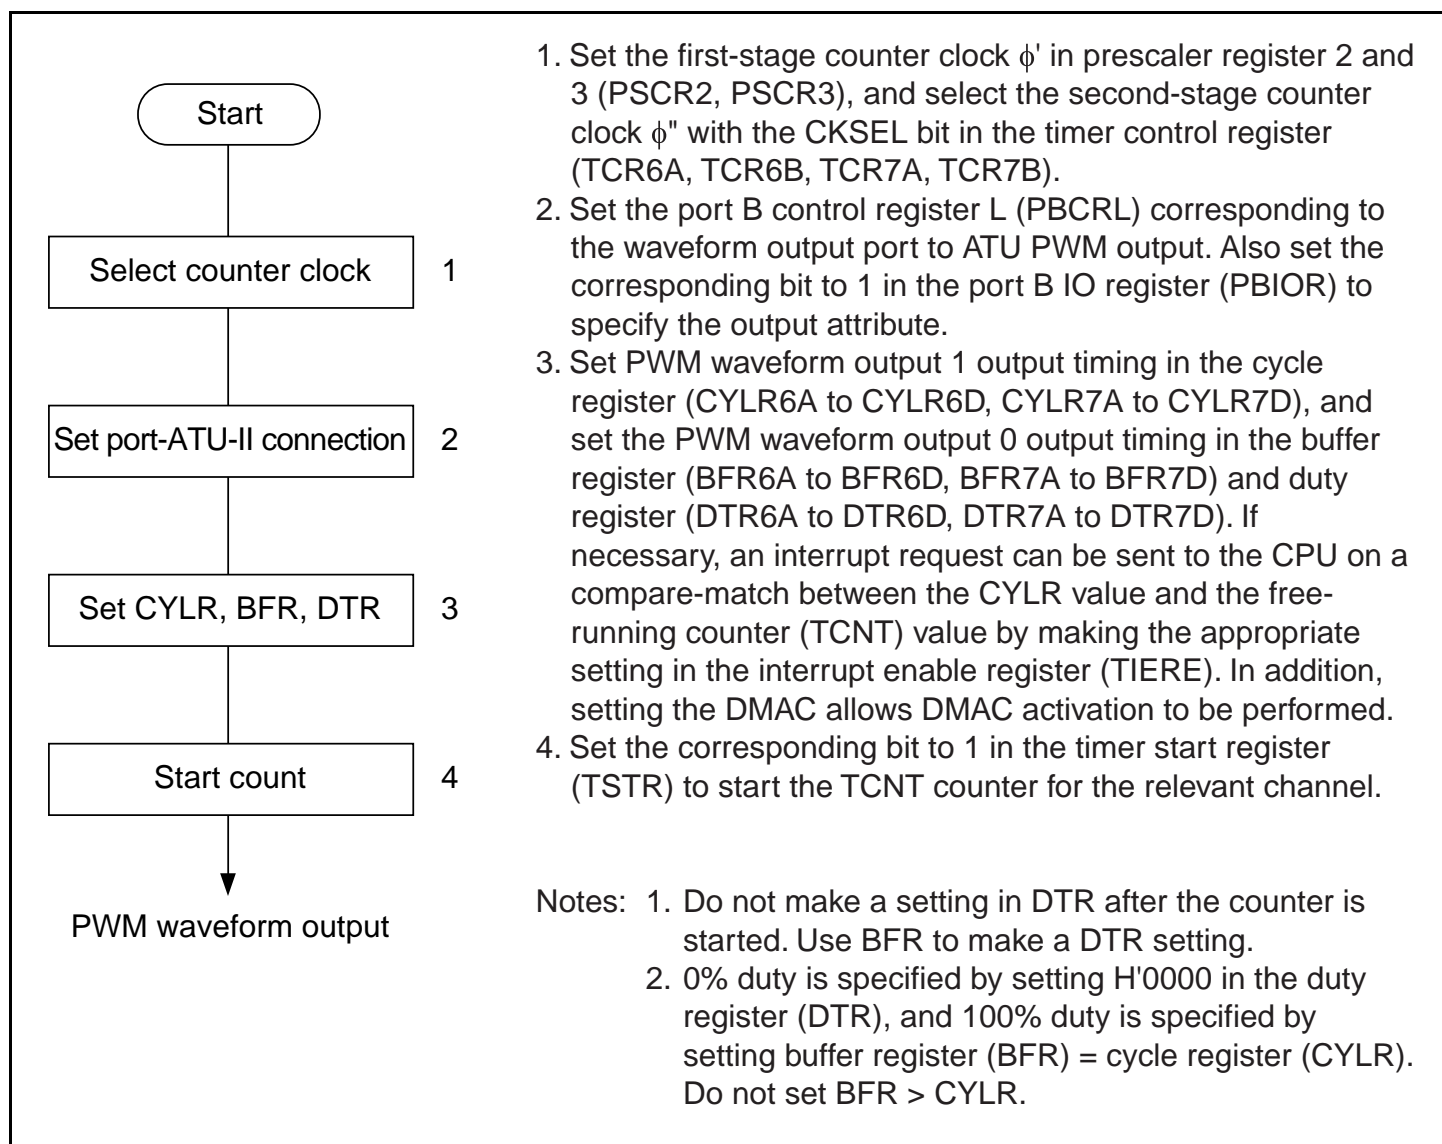 Start
Select counter clock 1
Set port-ATU-II connection 2
Set CYLR, BFR, DTR 3
Start count 4
PWM waveform output
1. Set the first-stage counter clock ϕ' in prescaler register 2 and
3 (PSCR2, PSCR3), and select the second-stage counter
clock ϕ" with the CKSEL bit in the timer control register
(TCR6A, TCR6B, TCR7A, TCR7B).
2. Set the port B control register L (PBCRL) corresponding to
the waveform output port to ATU PWM output. Also set the
corresponding bit to 1 in the port B IO register (PBIOR) to
specify the output attribute.
3. Set PWM waveform output 1 output timing in the cycle
register (CYLR6A to CYLR6D, CYLR7A to CYLR7D), and
set the PWM waveform output 0 output timing in the buffer
register (BFR6A to BFR6D, BFR7A to BFR7D) and duty
register (DTR6A to DTR6D, DTR7A to DTR7D). If
necessary, an interrupt request can be sent to the CPU on a
compare-match between the CYLR value and the free-
running counter (TCNT) value by making the appropriate
setting in the interrupt enable register (TIERE). In addition,
setting the DMAC allows DMAC activation to be performed.
4. Set the corresponding bit to 1 in the timer start register
(TSTR) to start the TCNT counter for the relevant channel.
Notes: 1. Do not make a setting in DTR after the counter is
started. Use BFR to make a DTR setting.
2. 0% duty is specified by setting H'0000 in the duty
register (DTR), and 100% duty is specified by
setting buffer register (BFR) = cycle register (CYLR).
Do not set BFR > CYLR.